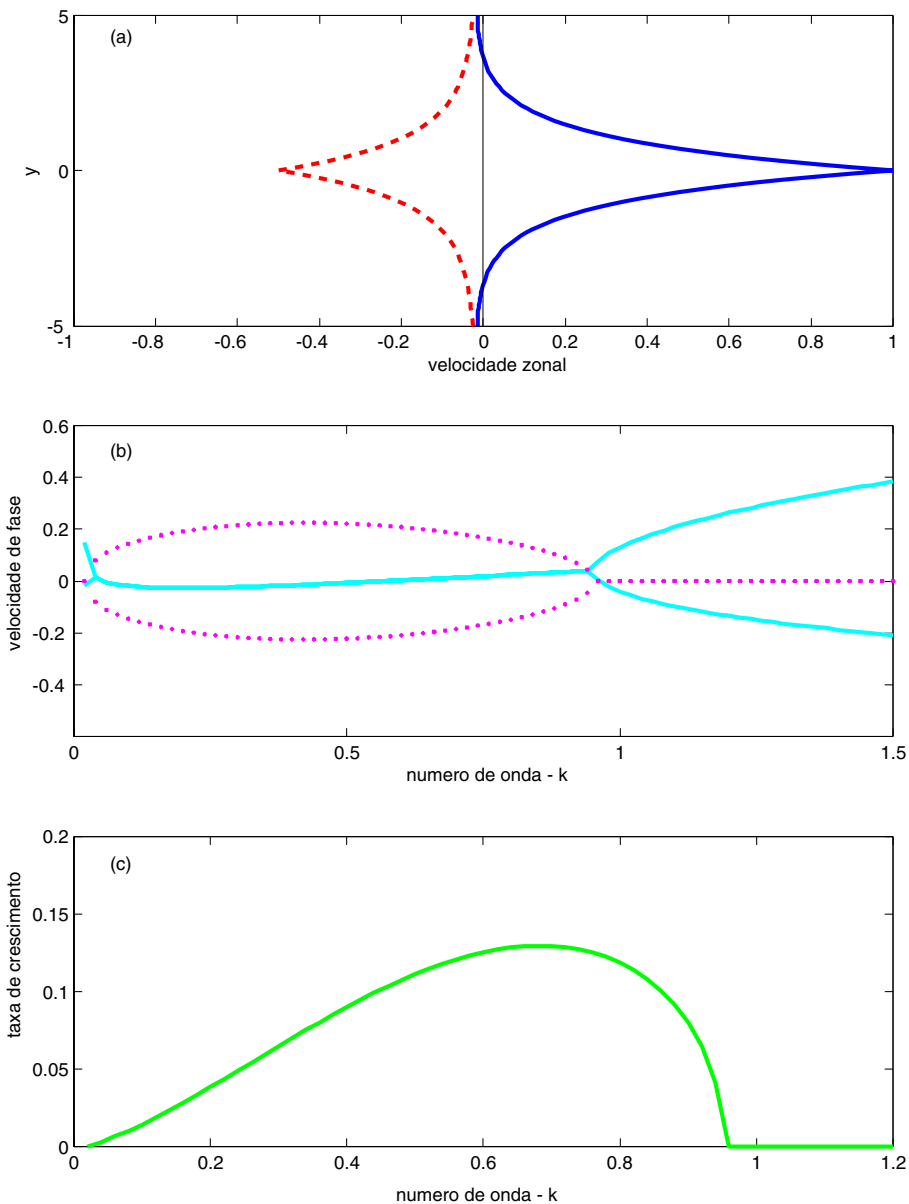 (a)
5
0
-5
y
-1 -0.8 -0.6 -0.4 -0.2 0 0.2 0.4 0.6 0.8 1
velocidade zonal
(b)
0.6
0.4
0.2
0
-0.2
-0.4
velocidade de fase
0 0.5 1 1.5
numero de onda - k
(c)
0.2
0.15
0.1
0.05
0
taxa de crescimento
0 0.2 0.4 0.6 0.8 1 1.2
numero de onda - k